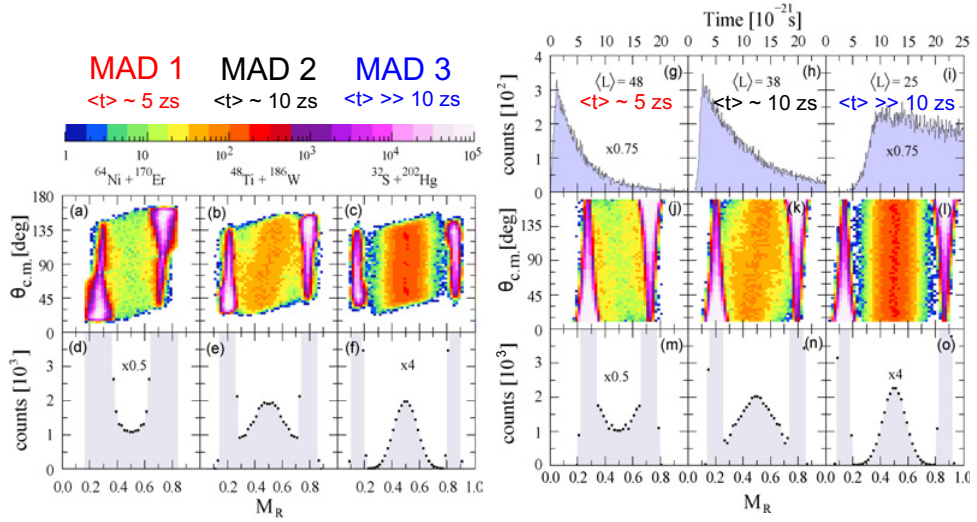 Time [10⁻²¹s]
0 5 10 15 20 0 5 10 15 20 0 5 10 15 20 25
MAD 1 MAD 2 MAD 3
<t> ~ 5 zs <t> ~ 10 zs <t> >> 10 zs
1 10 10² 10³ 10⁴ 10⁵
⁶⁴Ni + ¹⁷⁰Er ⁴⁸Ti + ¹⁸⁶W ³²S + ²⁰²Hg
θc.m. [deg]
180
135
90
45
0
(a) (b) (c)
counts [10³]
3
2
1
0
(d) x0.5 (e) (f) x4
0.0 0.2 0.4 0.6 0.8 0.2 0.4 0.6 0.8 0.2 0.4 0.6 0.8 1.0
M_R
counts [10²]
4
3
2
1
0
⟨L⟩ = 48 (g) ⟨L⟩ = 38 (h) ⟨L⟩ = 25 (i)
<t> ~ 5 zs <t> ~ 10 zs <t> >> 10 zs
x0.75 x0.75
θc.m. [deg]
135
90
45
0
(j) (k) (l)
counts [10³]
3
2
1
0
(m) x0.5 (n) (o) x4
0.0 0.2 0.4 0.6 0.8 0.2 0.4 0.6 0.8 0.2 0.4 0.6 0.8 1.0
M_R